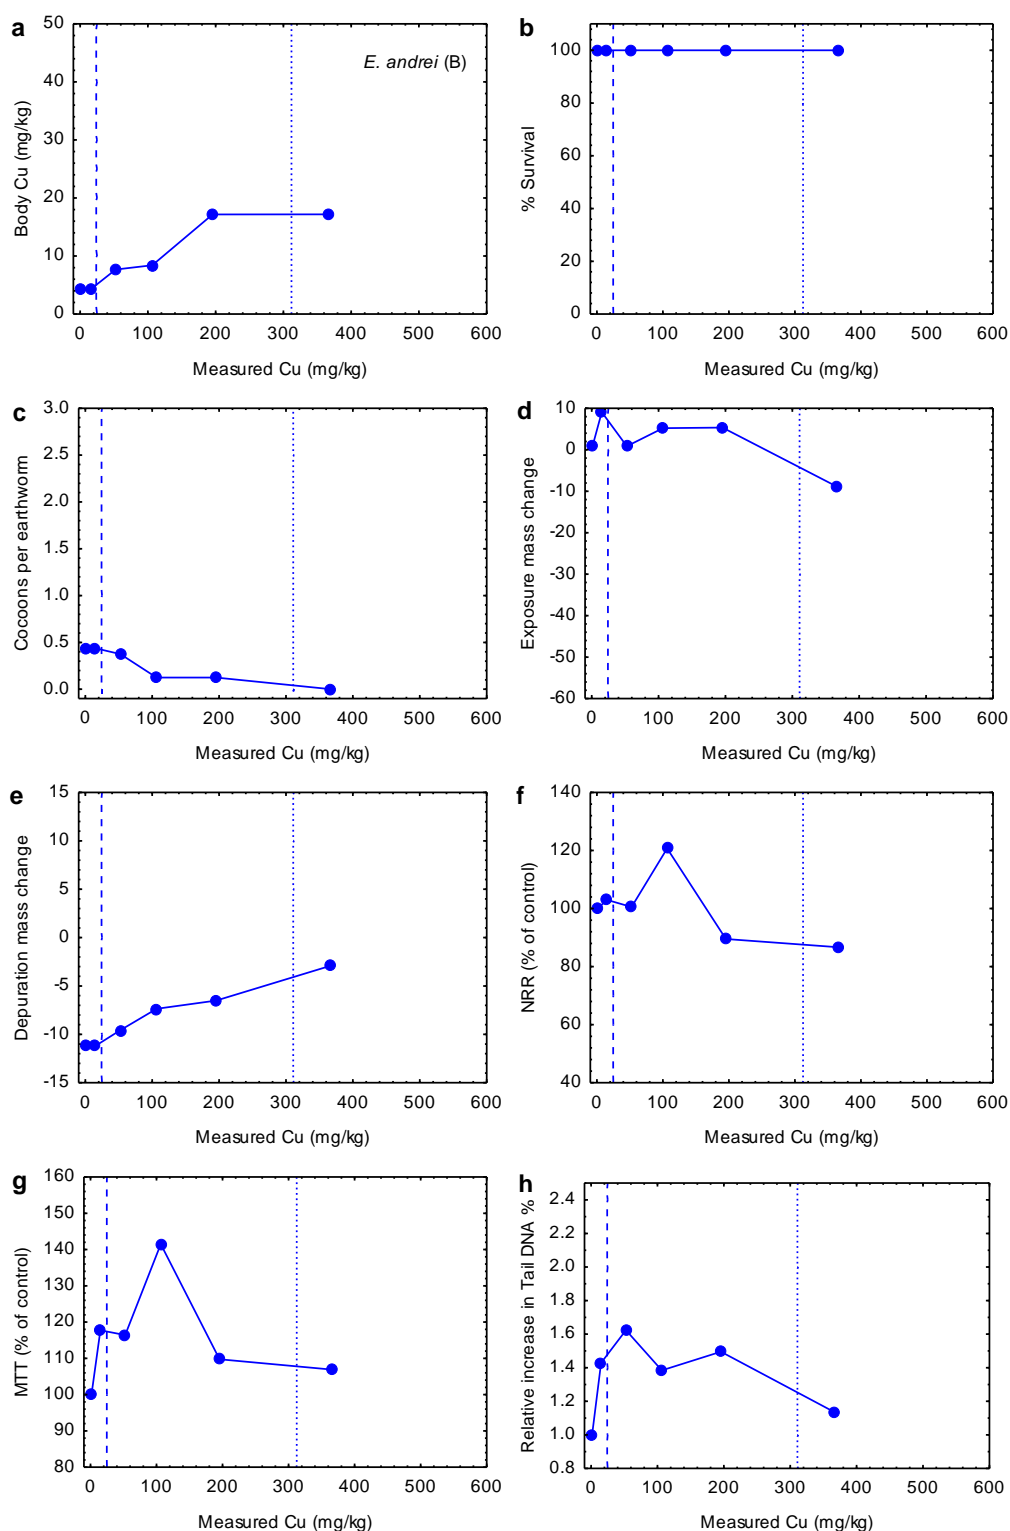 a
50
40
30
20
10
0
Body Cu (mg/kg)
E. andrei (B)
0 100 200 300 400 500 600
Measured Cu (mg/kg)
b
100
80
60
40
20
0
% Survival
0 100 200 300 400 500 600
Measured Cu (mg/kg)
c
3.0
2.5
2.0
1.5
1.0
0.5
0.0
Cocoons per earthworm
0 100 200 300 400 500 600
Measured Cu (mg/kg)
d
10
0
-10
-20
-30
-40
-50
-60
Exposure mass change
0 100 200 300 400 500 600
Measured Cu (mg/kg)
e
15
10
5
0
-5
-10
-15
Depuration mass change
0 100 200 300 400 500 600
Measured Cu (mg/kg)
f
140
120
100
80
60
40
NRR (% of control)
0 100 200 300 400 500 600
Measured Cu (mg/kg)
g
160
150
140
130
120
110
100
90
80
MTT (% of control)
0 100 200 300 400 500 600
Measured Cu (mg/kg)
h
2.4
2.2
2.0
1.8
1.6
1.4
1.2
1.0
0.8
Relative increase in Tail DNA %
0 100 200 300 400 500 600
Measured Cu (mg/kg)